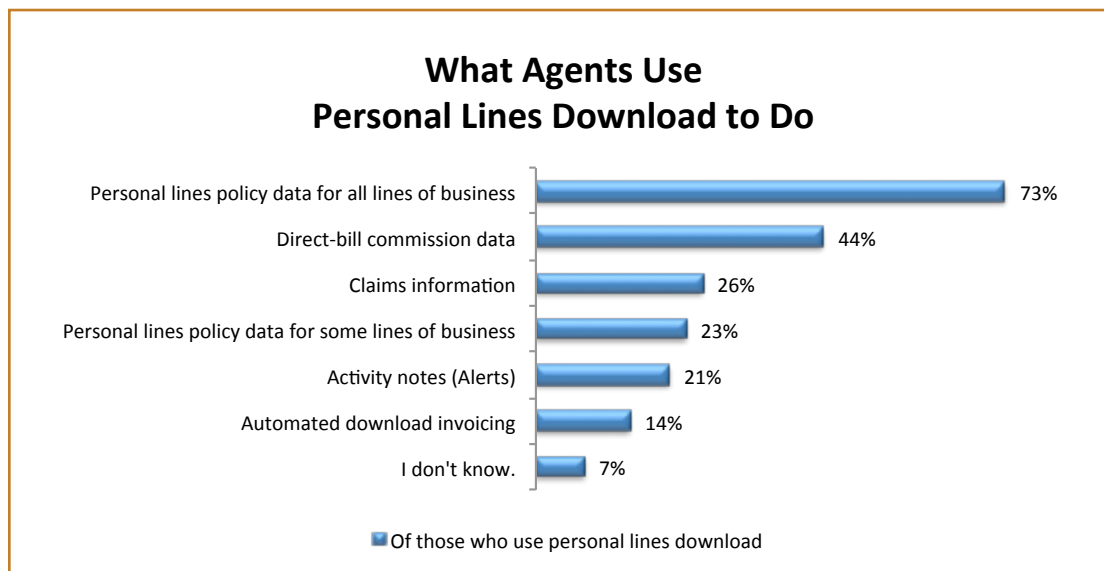 What Agents Use
Personal Lines Download to Do
Personal lines policy data for all lines of business 73%
Direct-bill commission data 44%
Claims information 26%
Personal lines policy data for some lines of business 23%
Activity notes (Alerts) 21%
Automated download invoicing 14%
I don't know. 7%
Of those who use personal lines download